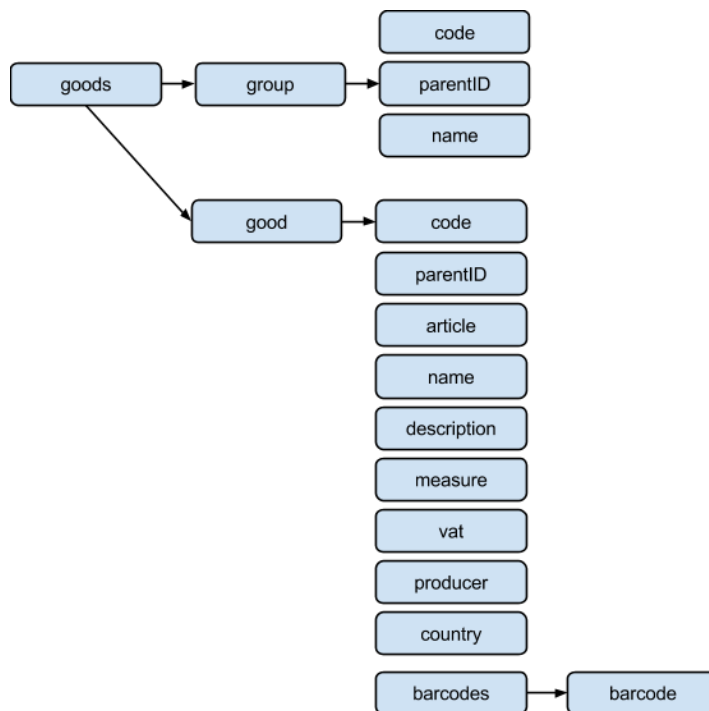 code
goods
group
parentID
name
good
code
parentID
article
name
description
measure
vat
producer
country
barcodes
barcode